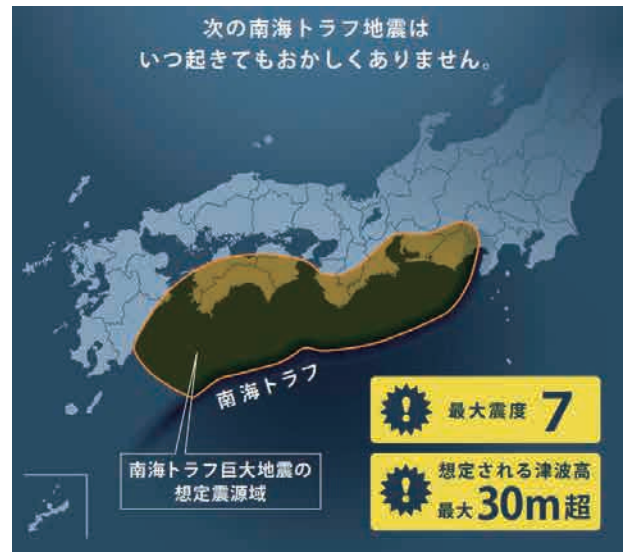 次の南海トラフ地震は
いつ起きてもおかしくありません。
南海トラフ
南海トラフ巨大地震の
想定震源域
最大震度 7
想定される津波高
最大30m超